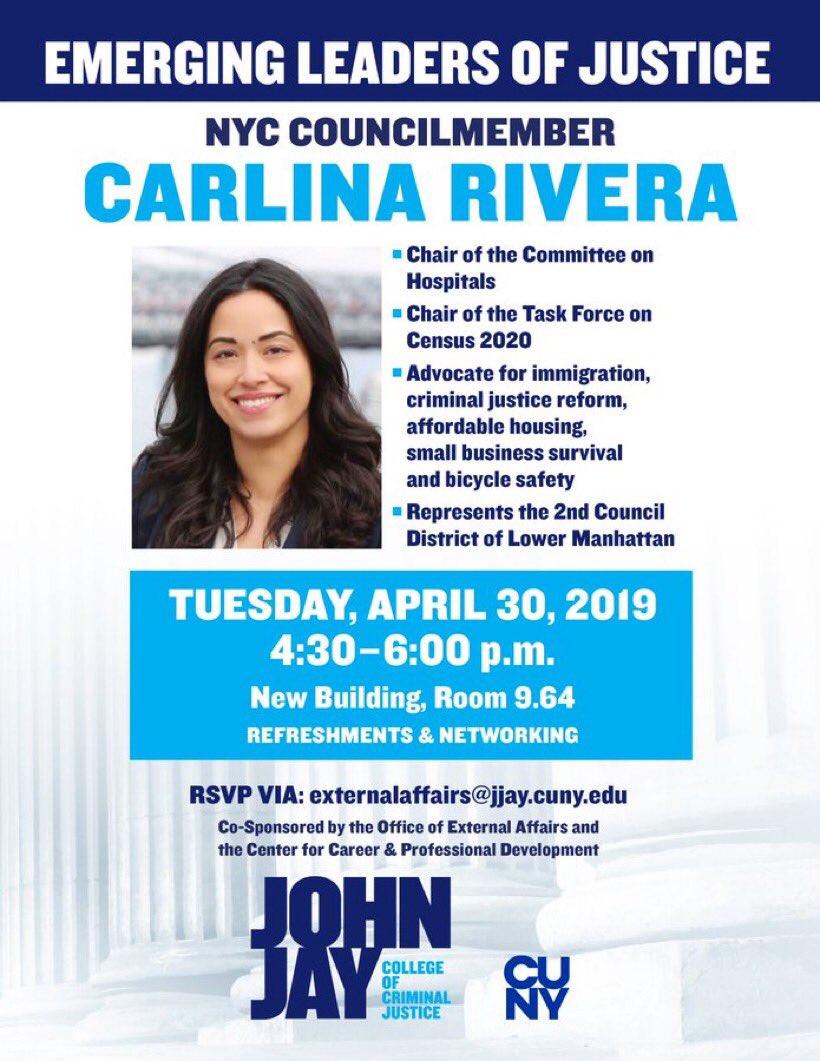 EMERGING LEADERS OF JUSTICE
NYC COUNCILMEMBER
CARLINA RIVERA
▪ Chair of the Committee on
Hospitals
▪ Chair of the Task Force on
Census 2020
▪ Advocate for immigration,
criminal justice reform,
affordable housing,
small business survival
and bicycle safety
▪ Represents the 2nd Council
District of Lower Manhattan
TUESDAY, APRIL 30, 2019
4:30–6:00 p.m.
New Building, Room 9.64
REFRESHMENTS & NETWORKING
RSVP VIA: externalaffairs@jjay.cuny.edu
Co-Sponsored by the Office of External Affairs and
the Center for Career & Professional Development
JOHN
JAY
COLLEGE
OF
CRIMINAL
JUSTICE
CU
NY